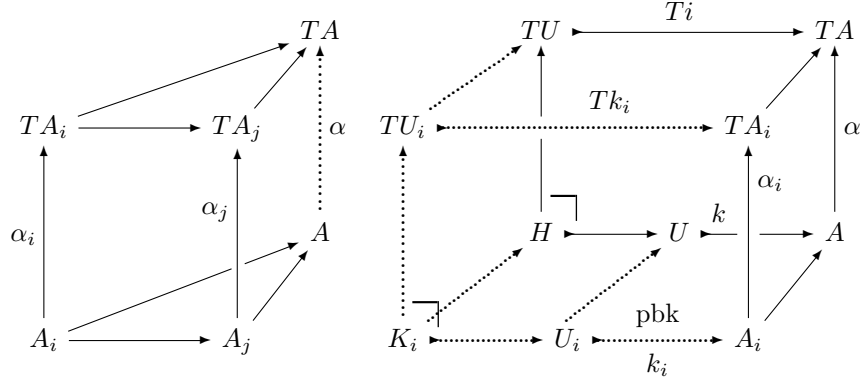 TA TU Ti TA
TA_i TA_j α TU_i Tk_i TA_i α
α_i α_j α_i
A H U k A
A_i A_j K_i U_i pbk A_i
k_i